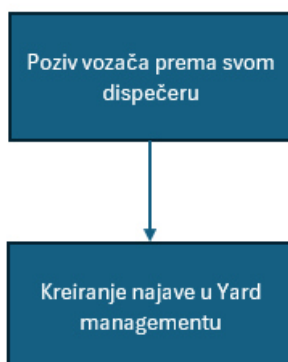 Poziv vozača prema svom
dispečeru
Kreiranje najave u Yard
managementu